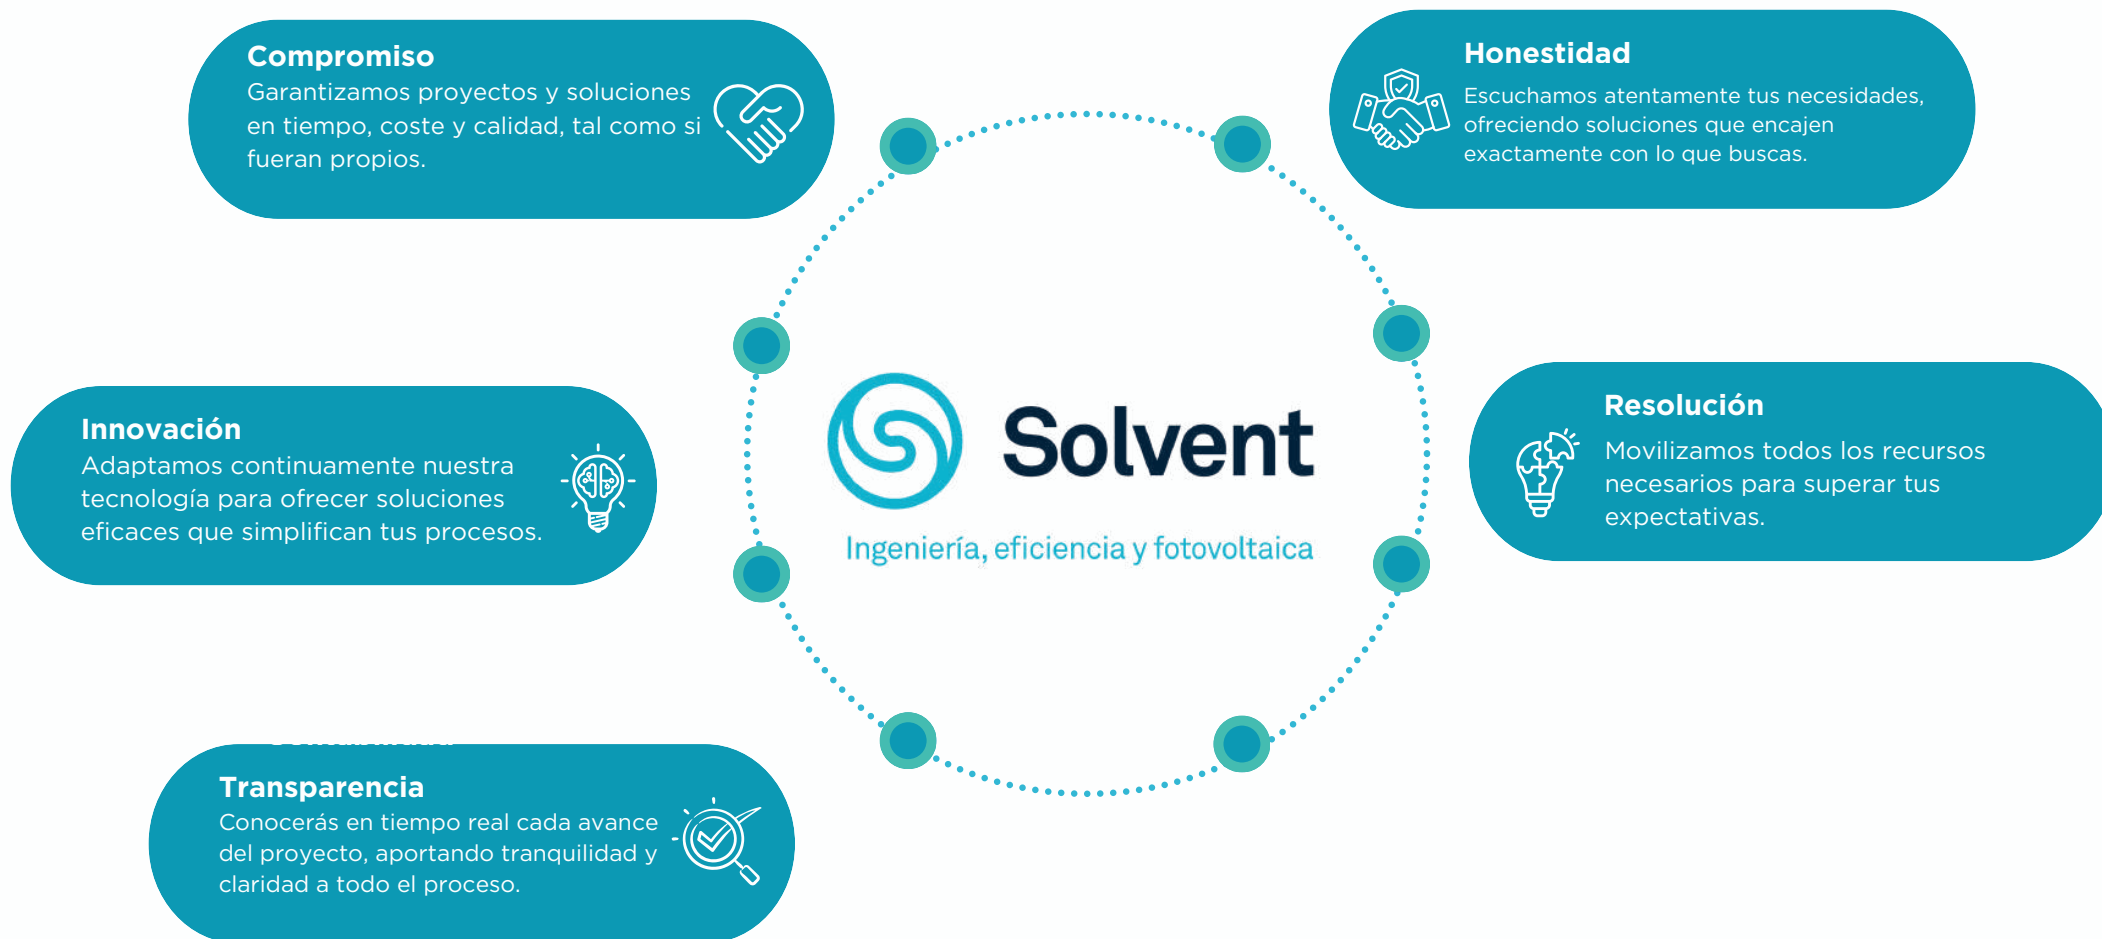 Compromiso
Garantizamos proyectos y soluciones
en tiempo, coste y calidad, tal como si
fueran propios.
Honestidad
Escuchamos atentamente tus necesidades,
ofreciendo soluciones que encajen
exactamente con lo que buscas.
Innovación
Adaptamos continuamente nuestra
tecnología para ofrecer soluciones
eficaces que simplifican tus procesos.
Solvent
Ingeniería, eficiencia y fotovoltaica
Resolución
Movilizamos todos los recursos
necesarios para superar tus
expectativas.
Transparencia
Conocerás en tiempo real cada avance
del proyecto, aportando tranquilidad y
claridad a todo el proceso.